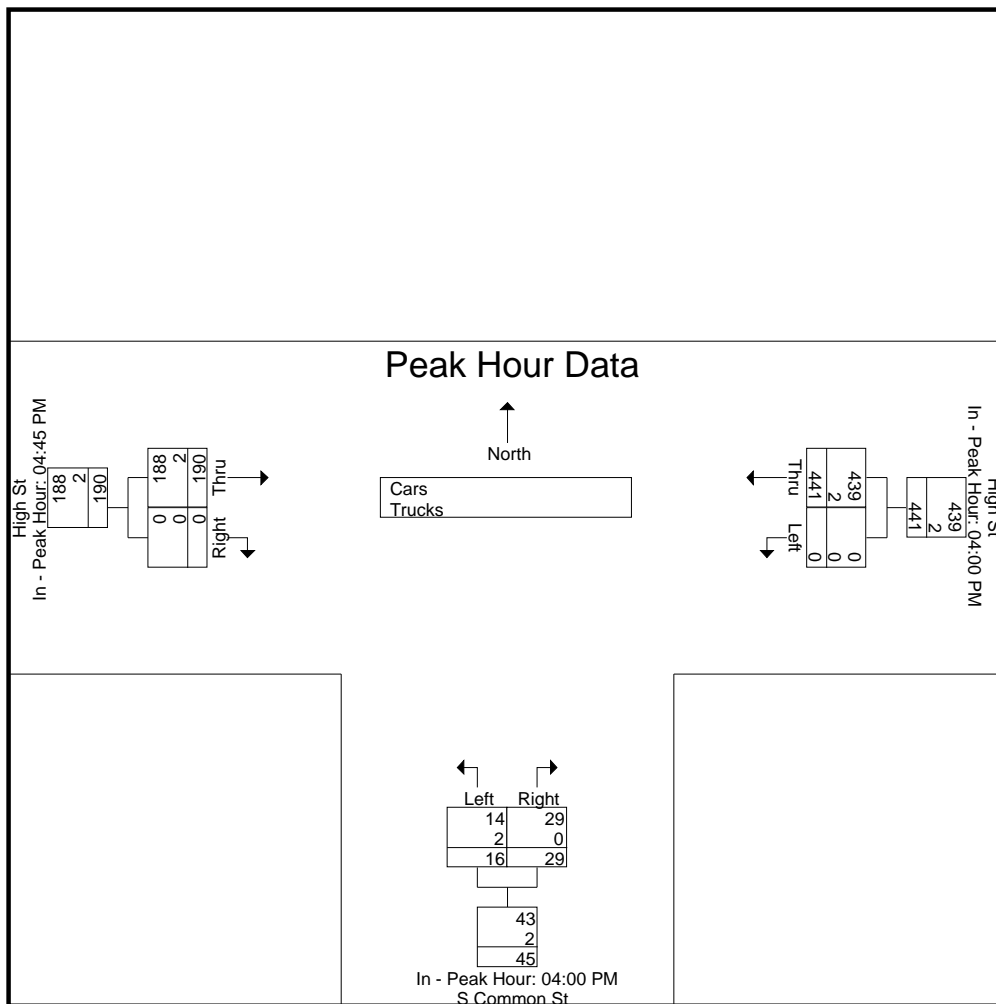 Peak Hour Data
North
Cars
Trucks
High St
In - Peak Hour: 04:45 PM
188
2
190
188
2
190
Thru
0
0
0
Right
High St
In - Peak Hour: 04:00 PM
439
2
441
439
2
441
Thru
0
0
0
Left
Left Right
14 29
2 0
16 29
43
2
45
In - Peak Hour: 04:00 PM
S Common St